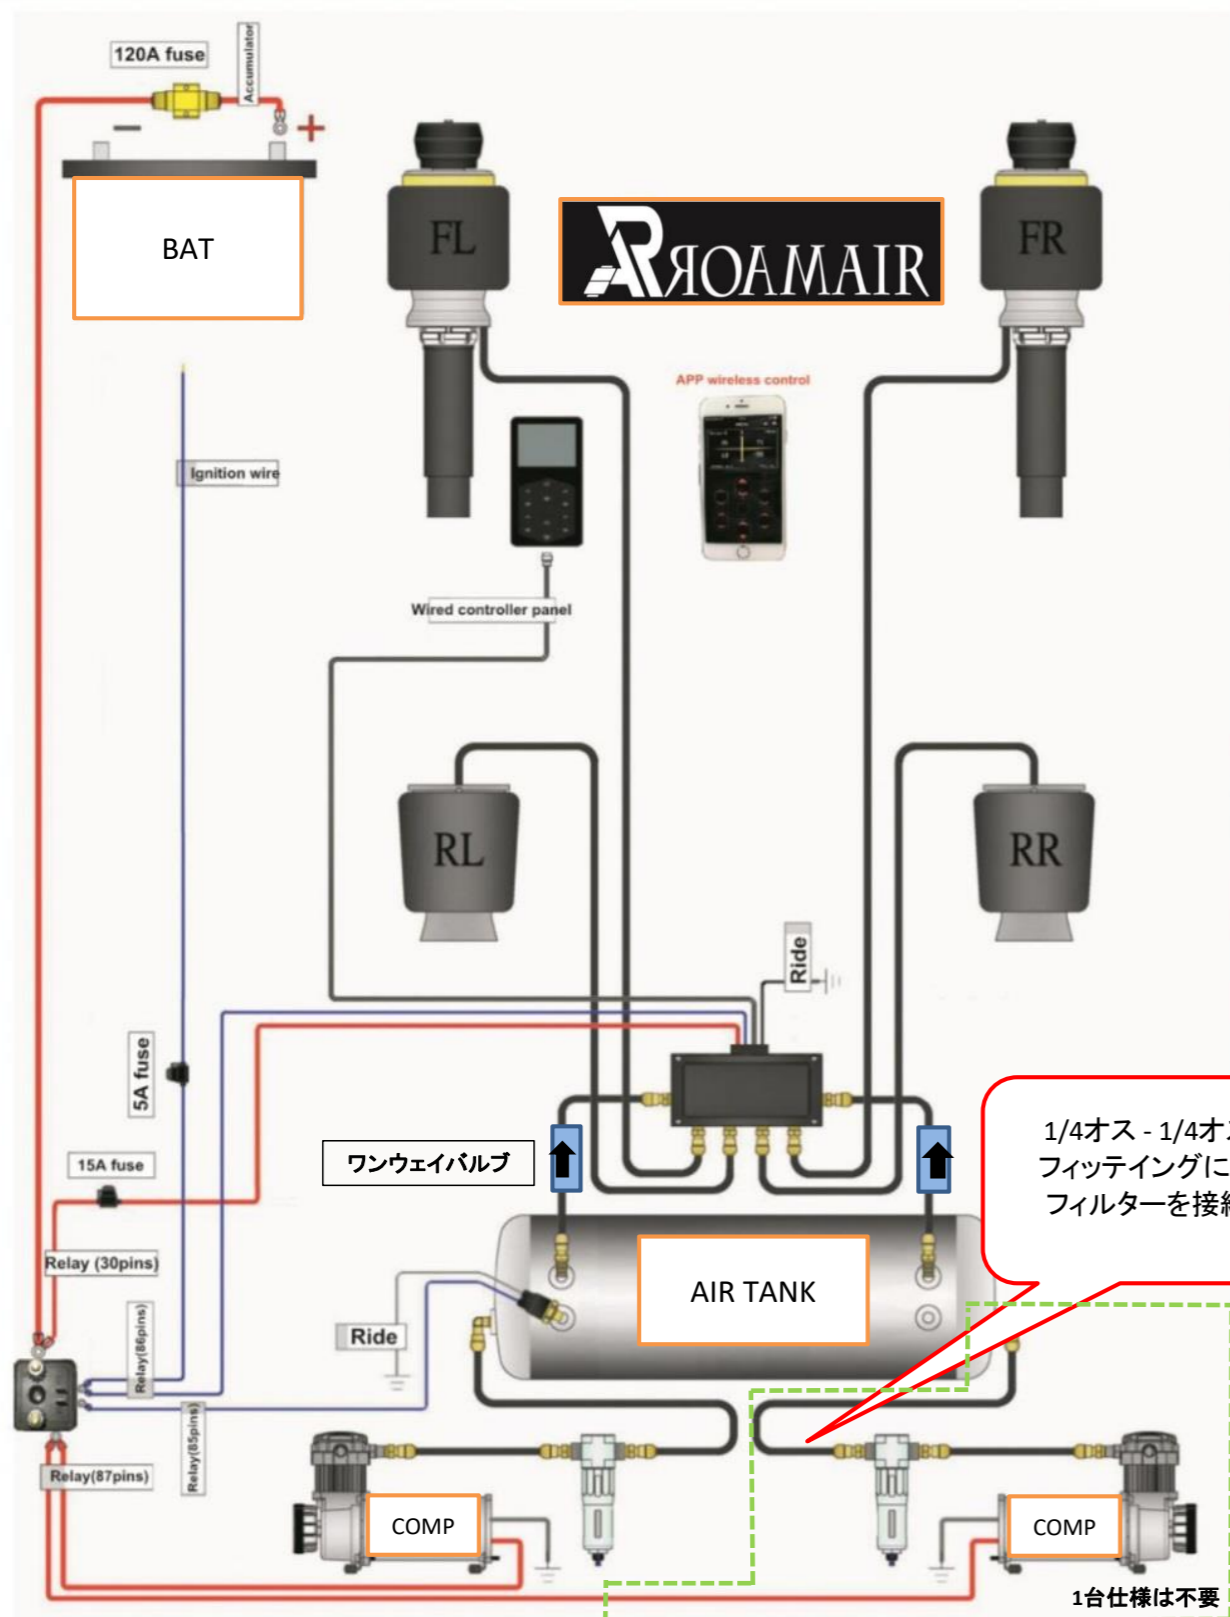 120A fuse
Accumulator
BAT
FL
ROAMAIR
FR
APP wireless control
Ignition wire
Wired controller panel
RL
RR
Ride
5A fuse
ワンウェイバルブ
15A fuse
1/4オス - 1/4オス
フィッテイングに
フィルターを接続
Relay (30pins)
AIR TANK
Ride
Relay(86pins)
Relay(85pins)
Relay(87pins)
COMP
COMP
1台仕様は不要